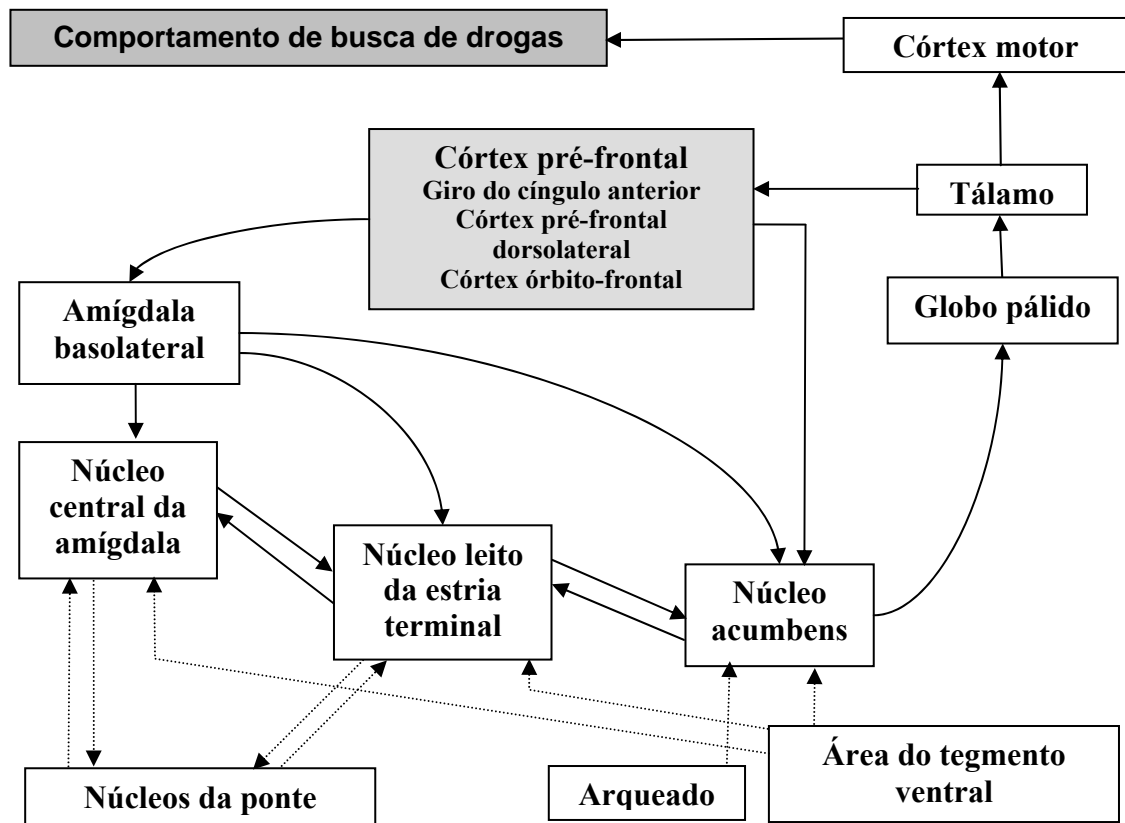 Comportamento de busca de drogas
Córtex motor
Córtex pré-frontal
Giro do cíngulo anterior
Córtex pré-frontal
dorsolateral
Córtex órbito-frontal
Tálamo
Globo pálido
Amígdala
basolateral
Núcleo
central da
amígdala
Núcleo leito
da estria
terminal
Núcleo
acumbens
Núcleos da ponte
Arqueado
Área do tegmento
ventral